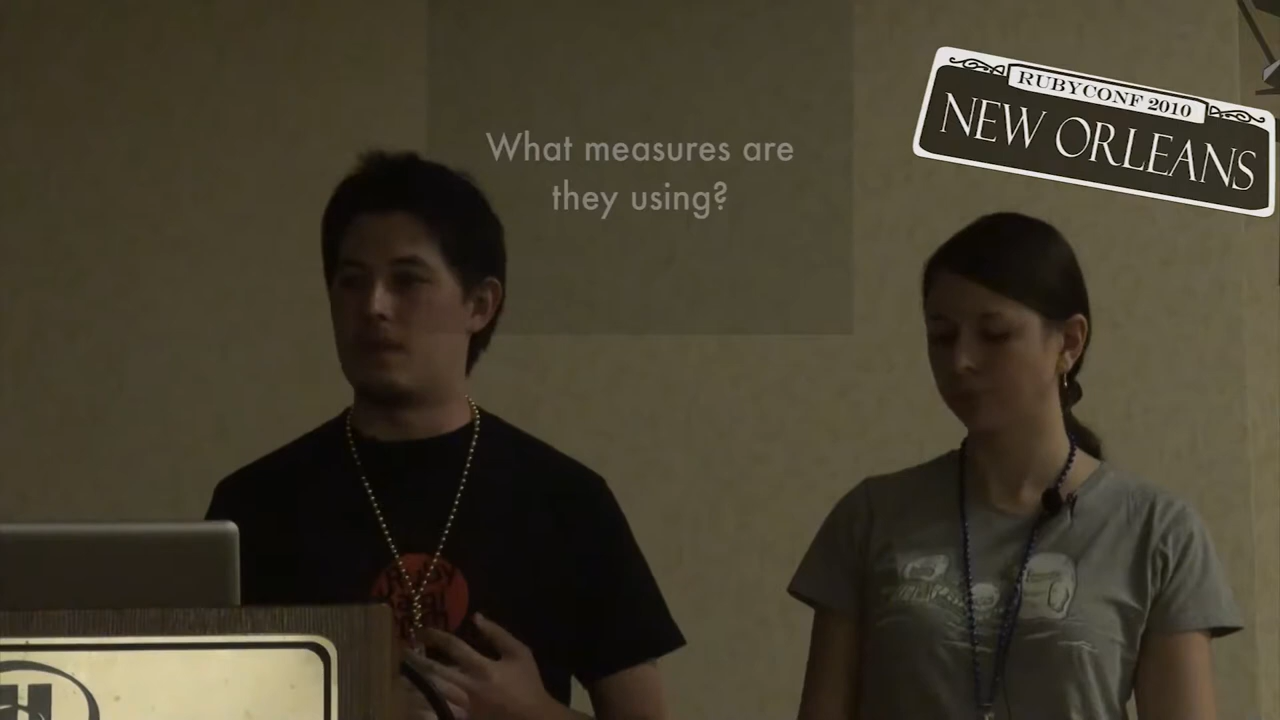 RUBYCONF 2010
NEW ORLEANS
What measures are
they using?